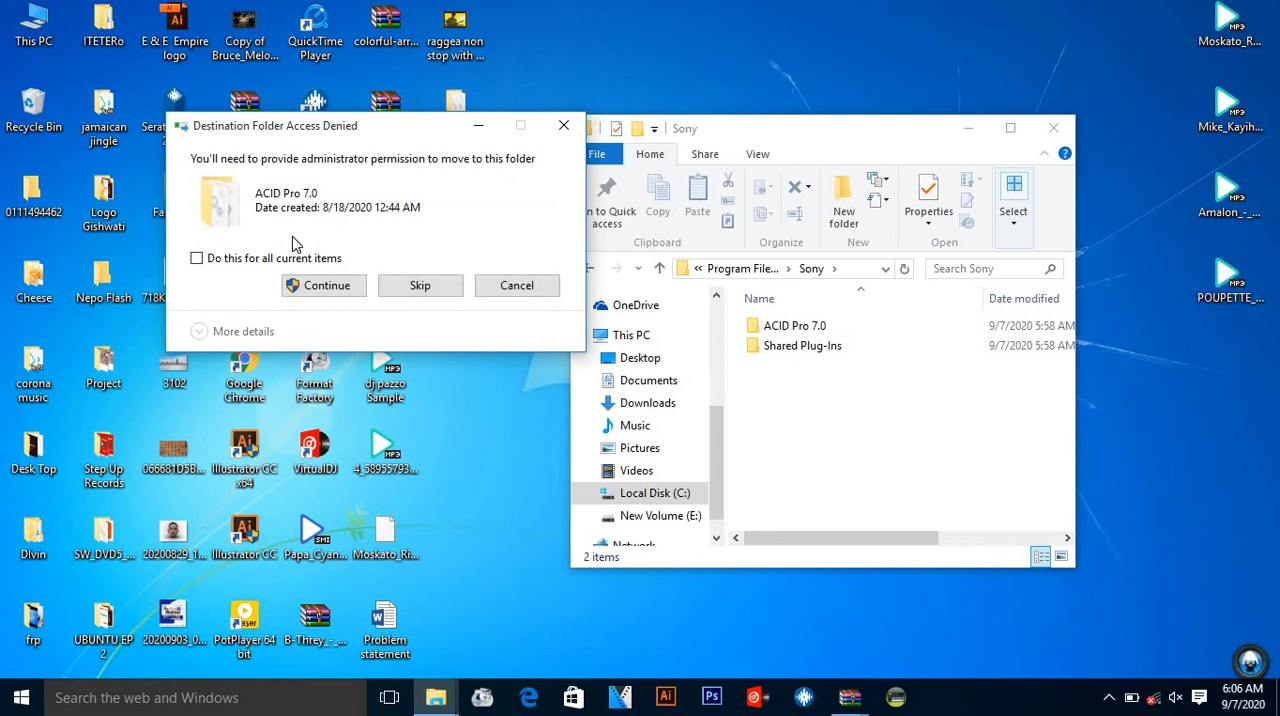 This PC
ITETERo
E & E Empire
logo
Copy of
Bruce_Melo...
QuickTime
Player
colorful-arr...
raggea non
stop with ...
Moskato_R...
Recycle Bin
jamaican
jingle
Serat
Destination Folder Access Denied
You'll need to provide administrator permission to move to this folder
ACID Pro 7.0
Date created: 8/18/2020 12:44 AM
Do this for all current items
Continue
Skip
Cancel
More details
Sony
File
Home
Share
View
n to Quick
access
Copy
Paste
New
folder
Properties
Select
Clipboard
Organize
New
Open
« Program File...
Sony
Search Sony
Name
Date modified
OneDrive
This PC
Desktop
Documents
Downloads
Music
Pictures
Videos
Local Disk (C:)
New Volume (E:)
Network
ACID Pro 7.0
9/7/2020 5:58 AM
Shared Plug-Ins
9/7/2020 5:58 AM
2 items
Mike_Kayih...
Amalon_-_...
POUPETTE_...
0111494462
Logo
Gishwati
Fa
Cheese
Nepo Flash
718K
corona
music
Project
3102
Google
Chrome
Format
Factory
dj pazzo
Sample
Desk Top
Step Up
Records
066681D5B...
Illustrator CC
x64
VirtualDJ
4_58955793...
DIvin
SW_DVD5_...
20200829_1...
Illustrator CC
Papa_Cyan...
Moskato_Ri...
frp
UBUNTU EP
2
20200903_0...
PotPlayer 64
bit
B-Threy_-_...
Problem
statement
Search the web and Windows
6:06 AM
9/7/2020